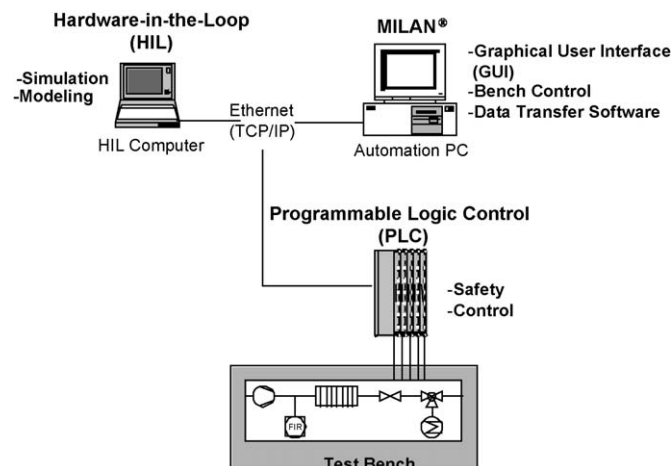 Hardware-in-the-Loop
(HIL)
-Simulation
-Modeling
HIL Computer
Ethernet
(TCP/IP)
MILAN®
-Graphical User Interface
(GUI)
-Bench Control
-Data Transfer Software
Automation PC
Programmable Logic Control
(PLC)
-Safety
-Control
FIR
Test Bench